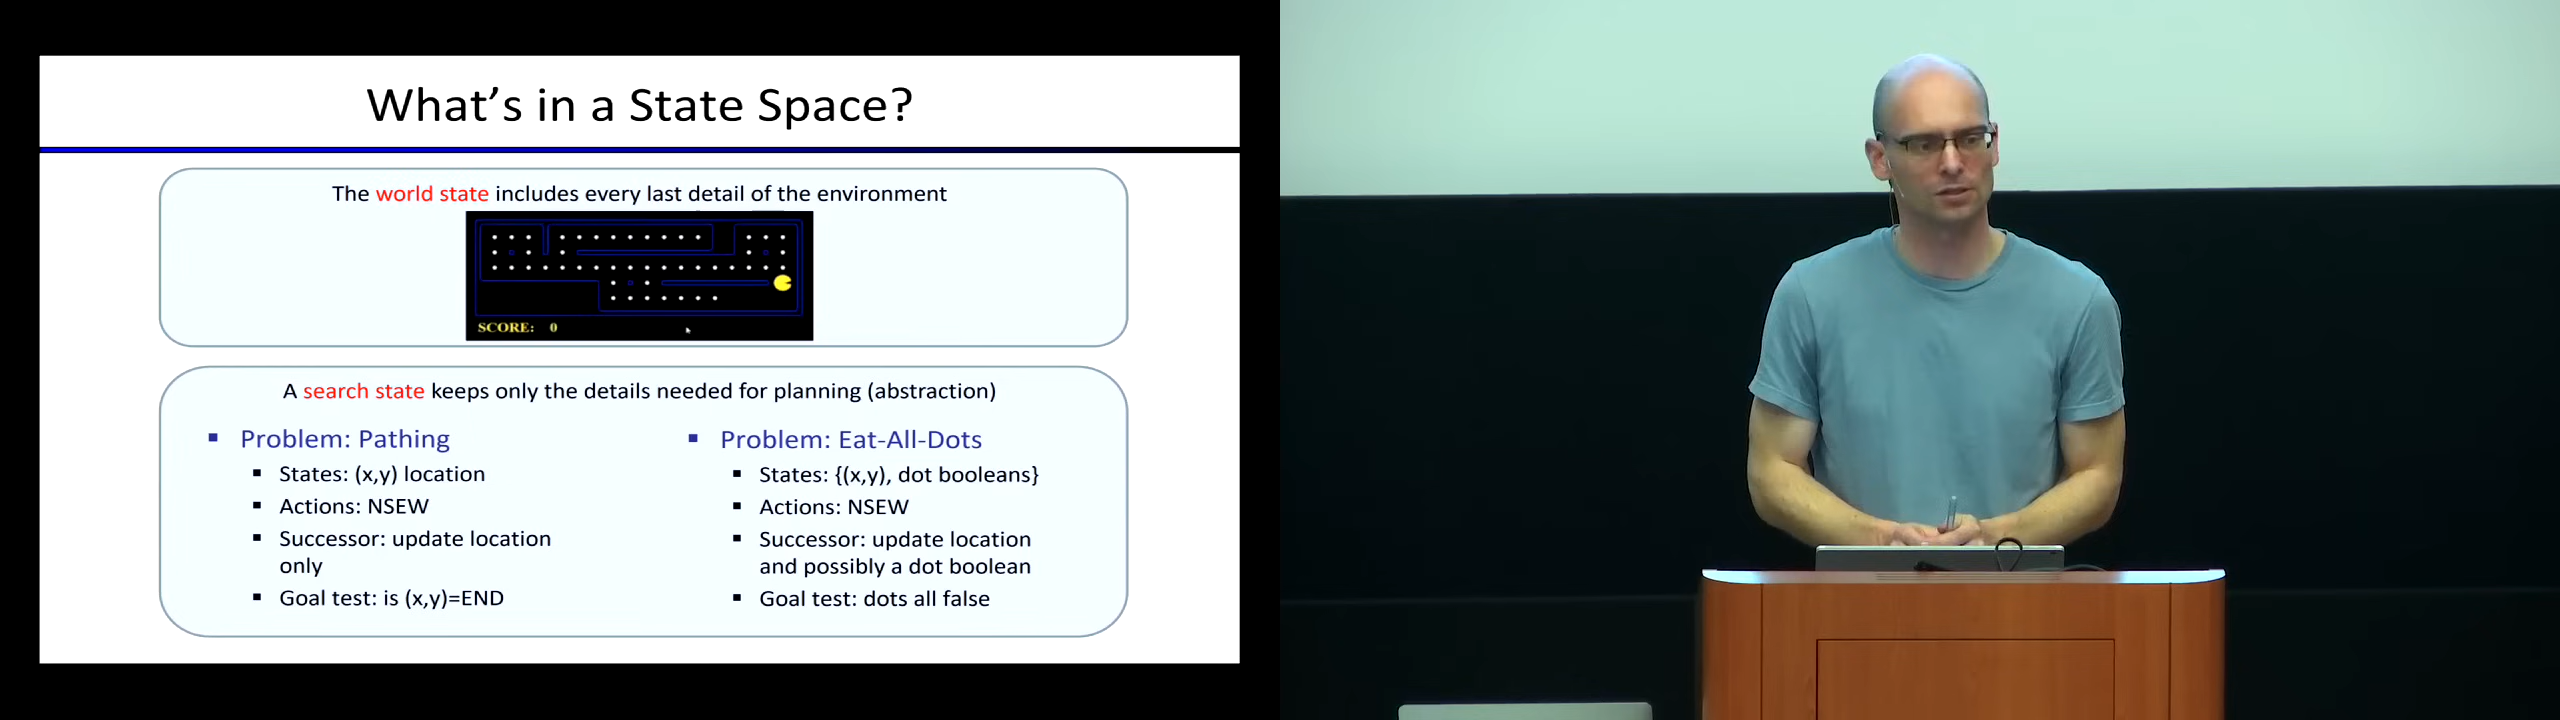 What's in a State Space?
The world state includes every last detail of the environment
SCORE: 0
A search state keeps only the details needed for planning (abstraction)
Problem: Pathing
States: (x,y) location
Actions: NSEW
Successor: update location
only
Goal test: is (x,y)=END
Problem: Eat-All-Dots
States: {(x,y), dot booleans}
Actions: NSEW
Successor: update location
and possibly a dot boolean
Goal test: dots all false